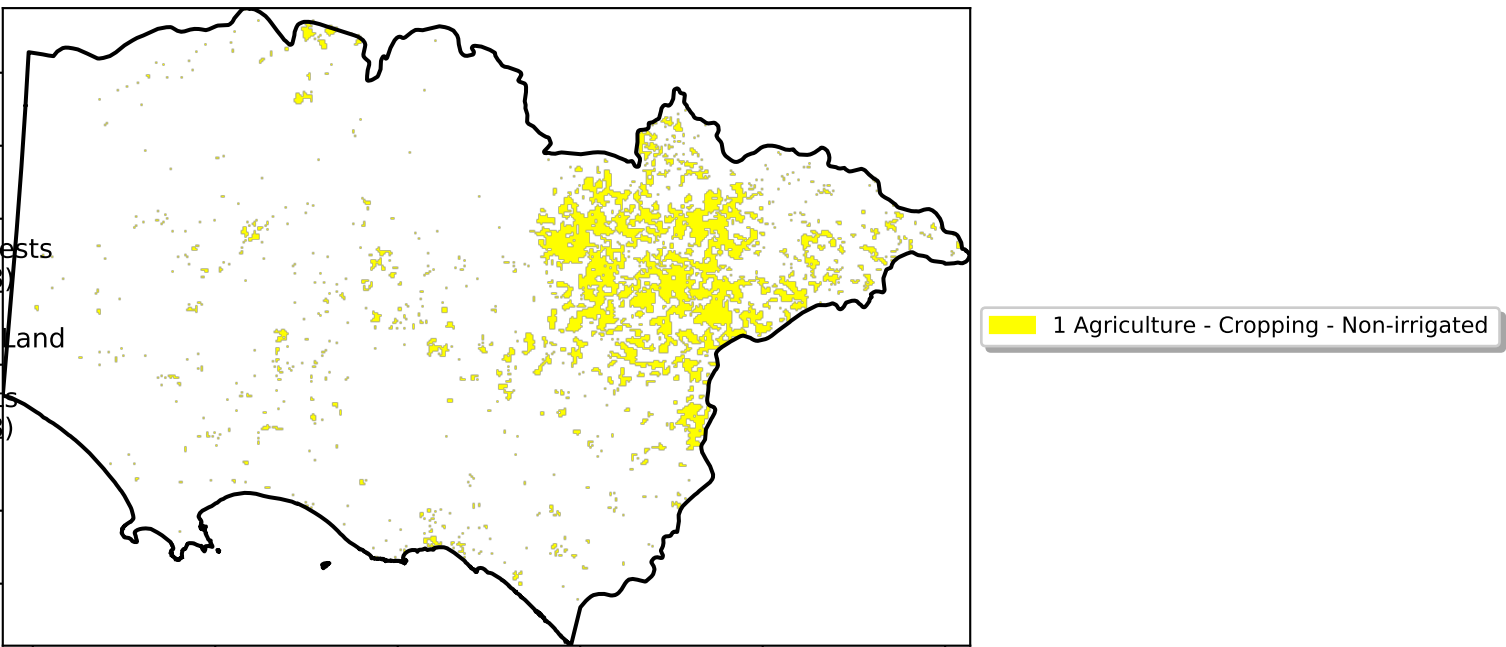 ests
)
Land
s
)
1 Agriculture - Cropping - Non-irrigated